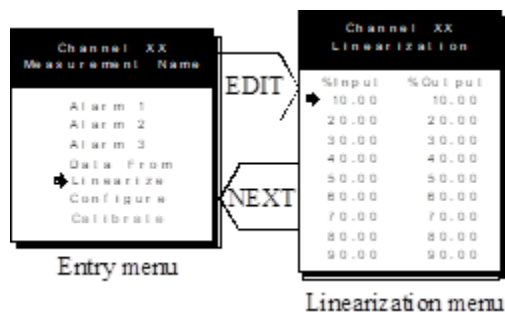 Channel XX
Measurement Name
Alarm 1
Alarm 2
Alarm 3
Data From
Linearize
Configure
Calibrate
Entry menu
EDIT
NEXT
Channel XX
Linearization
%Input %Output
10.00 10.00
20.00 20.00
30.00 30.00
40.00 40.00
50.00 50.00
60.00 60.00
70.00 70.00
80.00 80.00
90.00 90.00
Linearization menu